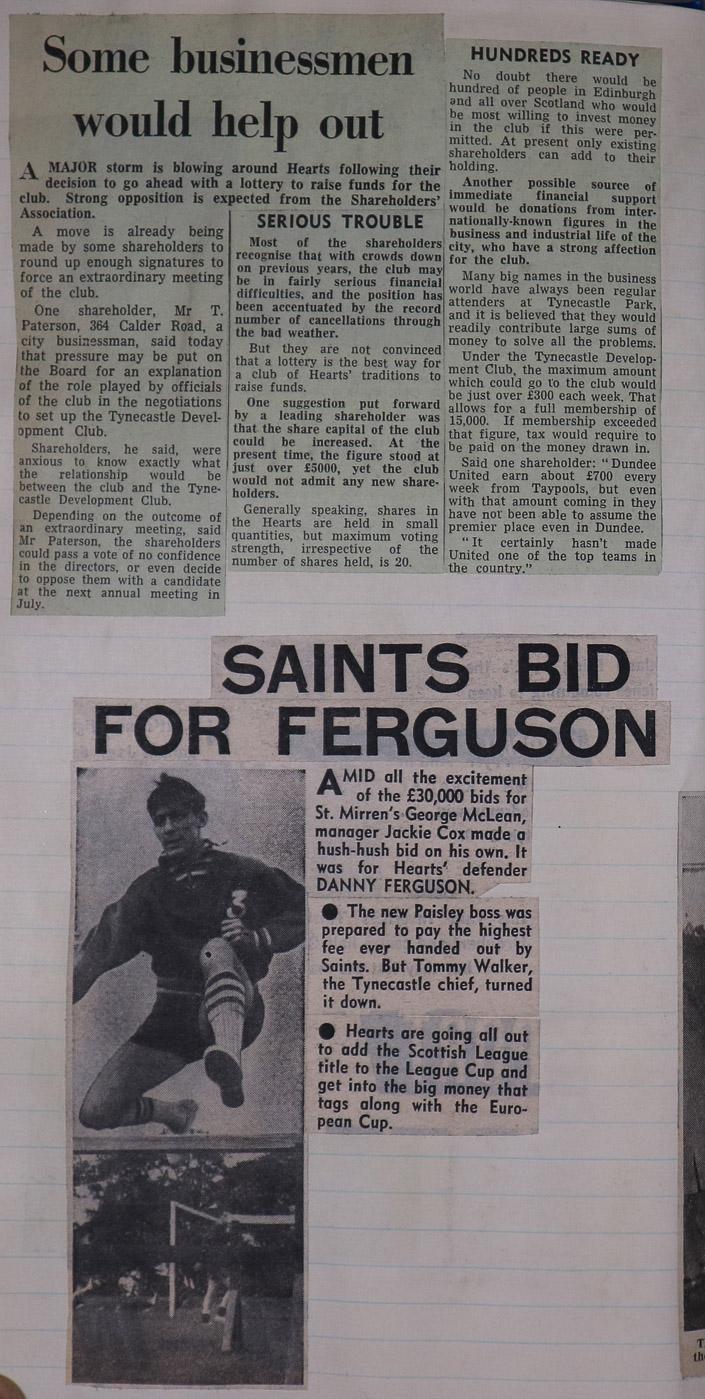 Some businessmen
would help out
A MAJOR storm is blowing around Hearts following their
decision to go ahead with a lottery to raise funds for the
club. Strong opposition is expected from the Shareholders'
Association.
A move is already being
made by some shareholders to
round up enough signatures to
force an extraordinary meeting
of the club.
One shareholder, Mr T.
Paterson, 364 Calder Road, a
city businessman, said today
that pressure may be put on
the Board for an explanation
of the role played by officials
of the club in the negotiations
to set up the Tynecastle Devel-
opment Club.
Shareholders, he said, were
anxious to know exactly what
the relationship would be
between the club and the Tyne-
castle Development Club.
Depending on the outcome of
an extraordinary meeting, said
Mr Paterson, the shareholders
could pass a vote of no confidence
in the directors, or even decide
to oppose them with a candidate
at the next annual meeting in
July.
SERIOUS TROUBLE
Most of the shareholders
recognise that with crowds down
on previous years, the club may
be in fairly serious financial
difficulties, and the position has
been accentuated by the record
number of cancellations through
the bad weather.
But they are not convinced
that a lottery is the best way for
a club of Hearts' traditions to
raise funds.
One suggestion put forward
by a leading shareholder was
that the share capital of the club
could be increased. At the
present time, the figure stood at
just over £5000, yet the club
would not admit any new share-
holders.
Generally speaking, shares in
the Hearts are held in small
quantities, but maximum voting
strength, irrespective of the
number of shares held, is 20.
HUNDREDS READY
No doubt there would be
hundred of people in Edinburgh
and all over Scotland who would
be most willing to invest money
in the club if this were per-
mitted. At present only existing
shareholders can add to their
holding.
Another possible source of
immediate financial support
would be donations from inter-
nationally-known figures in the
business and industrial life of the
city, who have a strong affection
for the club.
Many big names in the business
world have always been regular
attenders at Tynecastle Park,
and it is believed that they would
readily contribute large sums of
money to solve all the problems.
Under the Tynecastle Develop-
ment Club, the maximum amount
which could go to the club would
be just over £300 each week. That
allows for a full membership of
15,000. If membership exceeded
that figure, tax would require to
be paid on the money drawn in.
Said one shareholder: "Dundee
United earn about £700 every
week from Taypools, but even
with that amount coming in they
have not been able to assume the
premier place even in Dundee.
"It certainly hasn't made
United one of the top teams in
the country."
SAINTS BID
FOR FERGUSON
AMID all the excitement
of the £30,000 bids for
St. Mirren's George McLean,
manager Jackie Cox made a
hush-hush bid on his own. It
was for Hearts' defender
DANNY FERGUSON.
● The new Paisley boss was
prepared to pay the highest
fee ever handed out by
Saints. But Tommy Walker,
the Tynecastle chief, turned
it down.
● Hearts are going all out
to add the Scottish League
title to the League Cup and
get into the big money that
tags along with the Euro-
pean Cup.
3